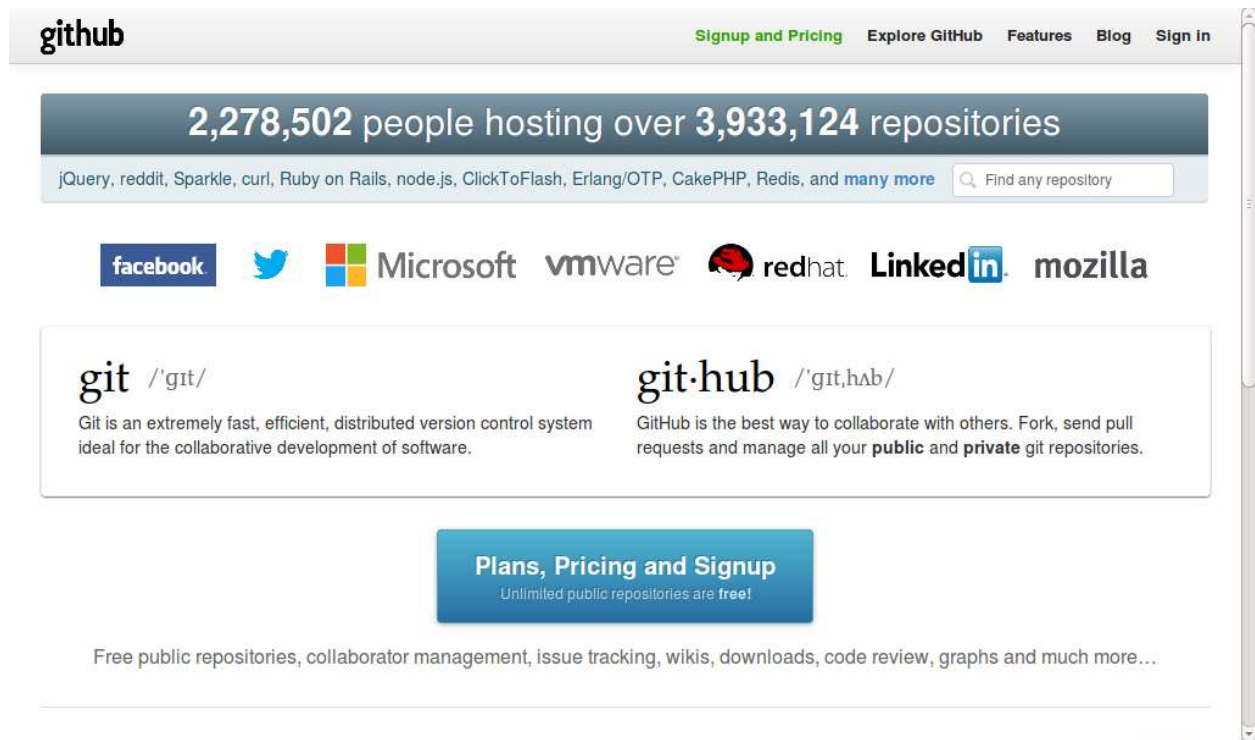 github
Signup and Pricing Explore GitHub Features Blog Sign in
2,278,502 people hosting over 3,933,124 repositories
jQuery, reddit, Sparkle, curl, Ruby on Rails, node.js, ClickToFlash, Erlang/OTP, CakePHP, Redis, and many more
Find any repository
facebook. Microsoft vmware® redhat. Linkedin. mozilla
git /'gɪt/
Git is an extremely fast, efficient, distributed version control system
ideal for the collaborative development of software.
git·hub /'gɪt,hʌb/
GitHub is the best way to collaborate with others. Fork, send pull
requests and manage all your public and private git repositories.
Plans, Pricing and Signup
Unlimited public repositories are free!
Free public repositories, collaborator management, issue tracking, wikis, downloads, code review, graphs and much more…